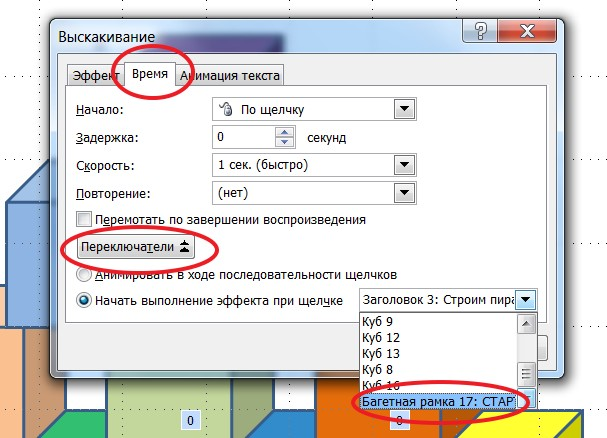 Выскакивание
Эффект Время Анимация текста
Начало: По щелчку
Задержка: 0 секунд
Скорость: 1 сек. (быстро)
Повторение: (нет)
Перемотать по завершении воспроизведения
Переключатели
Анимировать в ходе последовательности щелчков
Начать выполнение эффекта при щелчке Заголовок 3: Строим пира
Куб 9
Куб 12
Куб 13
Куб 8
Куб 16
Багетная рамка 17: СТАР
0 0